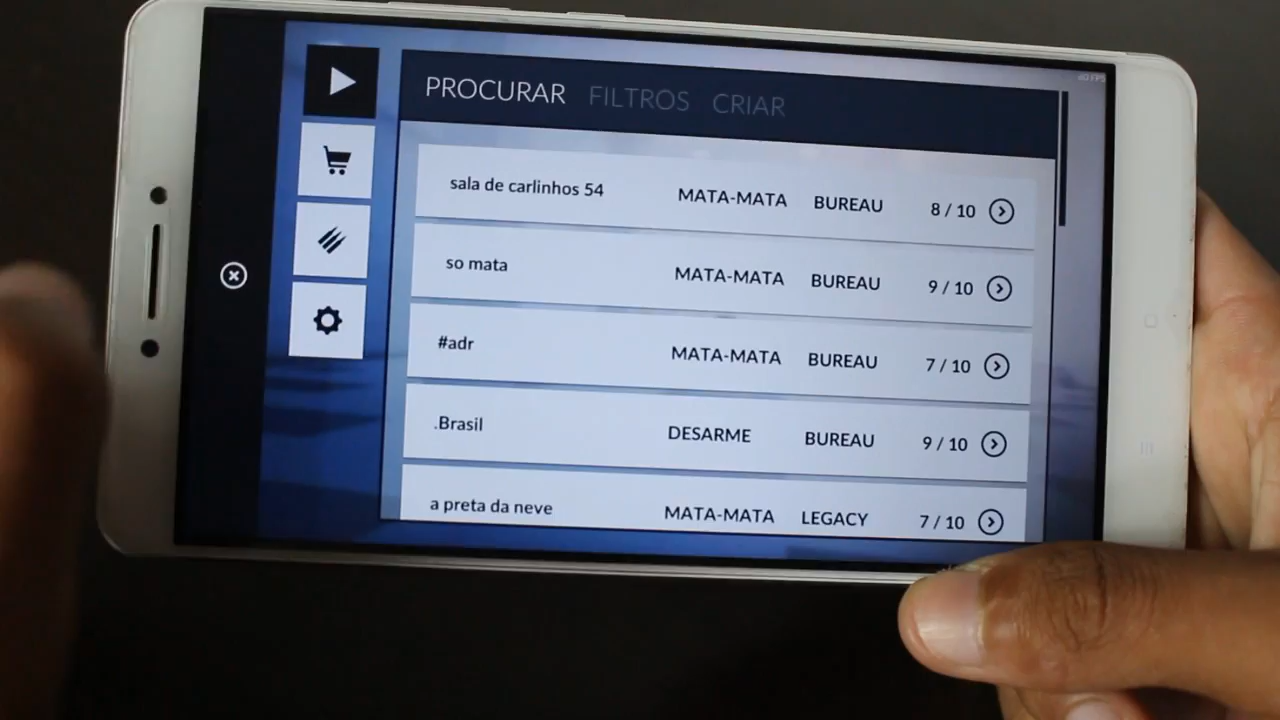 60 FPS
PROCURAR FILTROS CRIAR
sala de carlinhos 54 MATA-MATA BUREAU 8 / 10
so mata MATA-MATA BUREAU 9 / 10
#adr MATA-MATA BUREAU 7 / 10
.Brasil DESARME BUREAU 9 / 10
a preta da neve MATA-MATA LEGACY 7 / 10